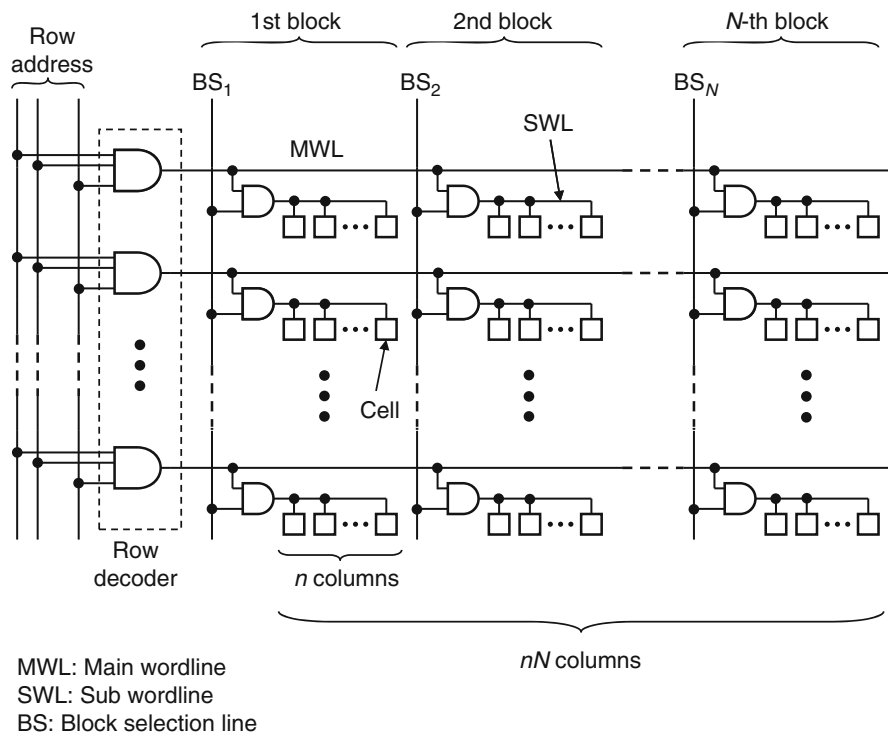 Row
address
1st block
2nd block
N-th block
BS1
BS2
BSN
MWL
SWL
Cell
Row
decoder
n columns
nN columns
MWL: Main wordline
SWL: Sub wordline
BS: Block selection line